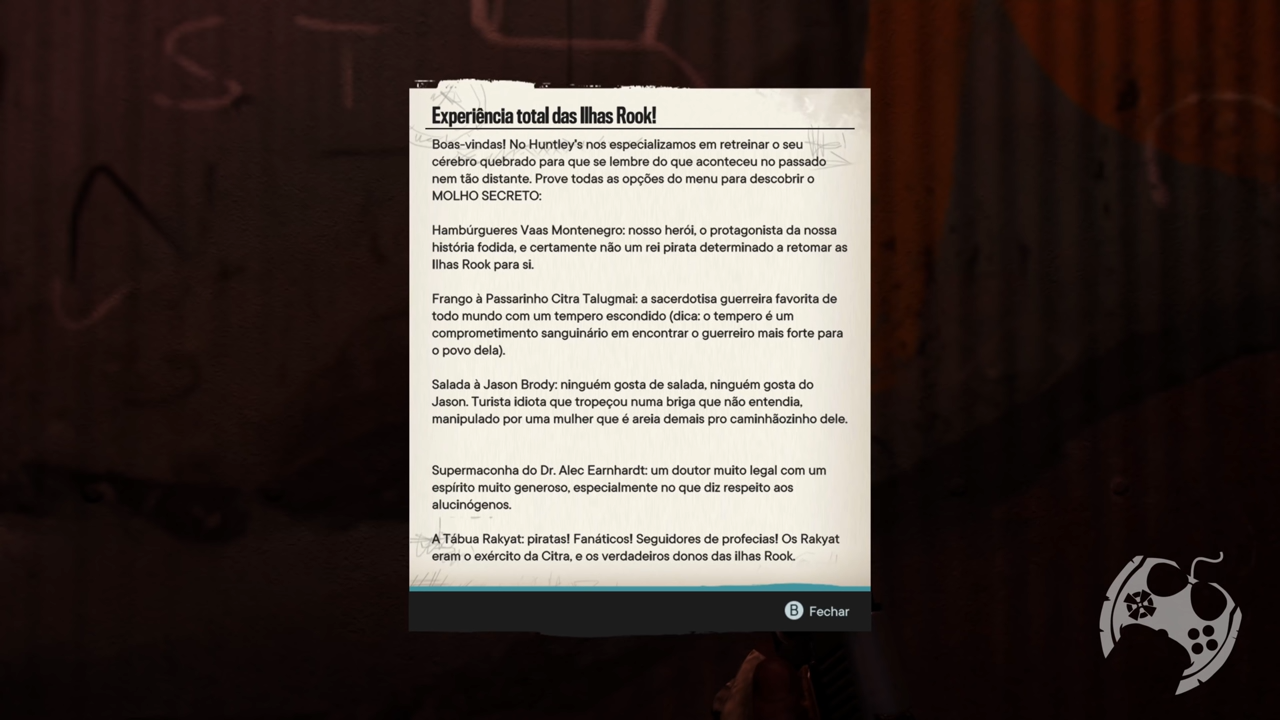 S T
Experiência total das Ilhas Rook!
Boas-vindas! No Huntley's nos especializamos em retreinar o seu
cérebro quebrado para que se lembre do que aconteceu no passado
nem tão distante. Prove todas as opções do menu para descobrir o
MOLHO SECRETO:
Hambúrgueres Vaas Montenegro: nosso herói, o protagonista da nossa
história fodida, e certamente não um rei pirata determinado a retomar as
Ilhas Rook para si.
Frango à Passarinho Citra Talugmai: a sacerdotisa guerreira favorita de
todo mundo com um tempero escondido (dica: o tempero é um
comprometimento sanguinário em encontrar o guerreiro mais forte para
o povo dela).
Salada à Jason Brody: ninguém gosta de salada, ninguém gosta do
Jason. Turista idiota que tropeçou numa briga que não entendia,
manipulado por uma mulher que é areia demais pro caminhãozinho dele.
Supermaconha do Dr. Alec Earnhardt: um doutor muito legal com um
espírito muito generoso, especialmente no que diz respeito aos
alucinógenos.
A Tábua Rakyat: piratas! Fanáticos! Seguidores de profecias! Os Rakyat
eram o exército da Citra, e os verdadeiros donos das ilhas Rook.
B Fechar